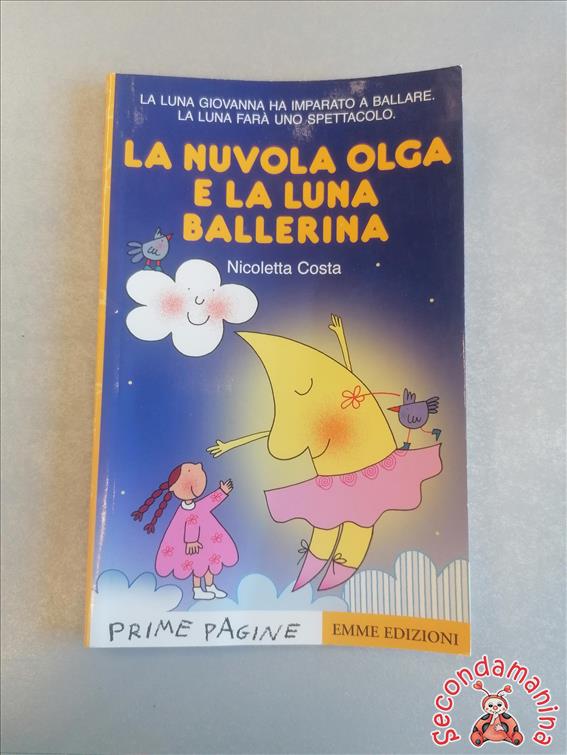 LA LUNA GIOVANNA HA IMPARATO A BALLARE.
LA LUNA FARÀ UNO SPETTACOLO.
LA NUVOLA OLGA
E LA LUNA
BALLERINA
Nicoletta Costa
PRIME PAGINE
EMME EDIZIONI
Secondamanina